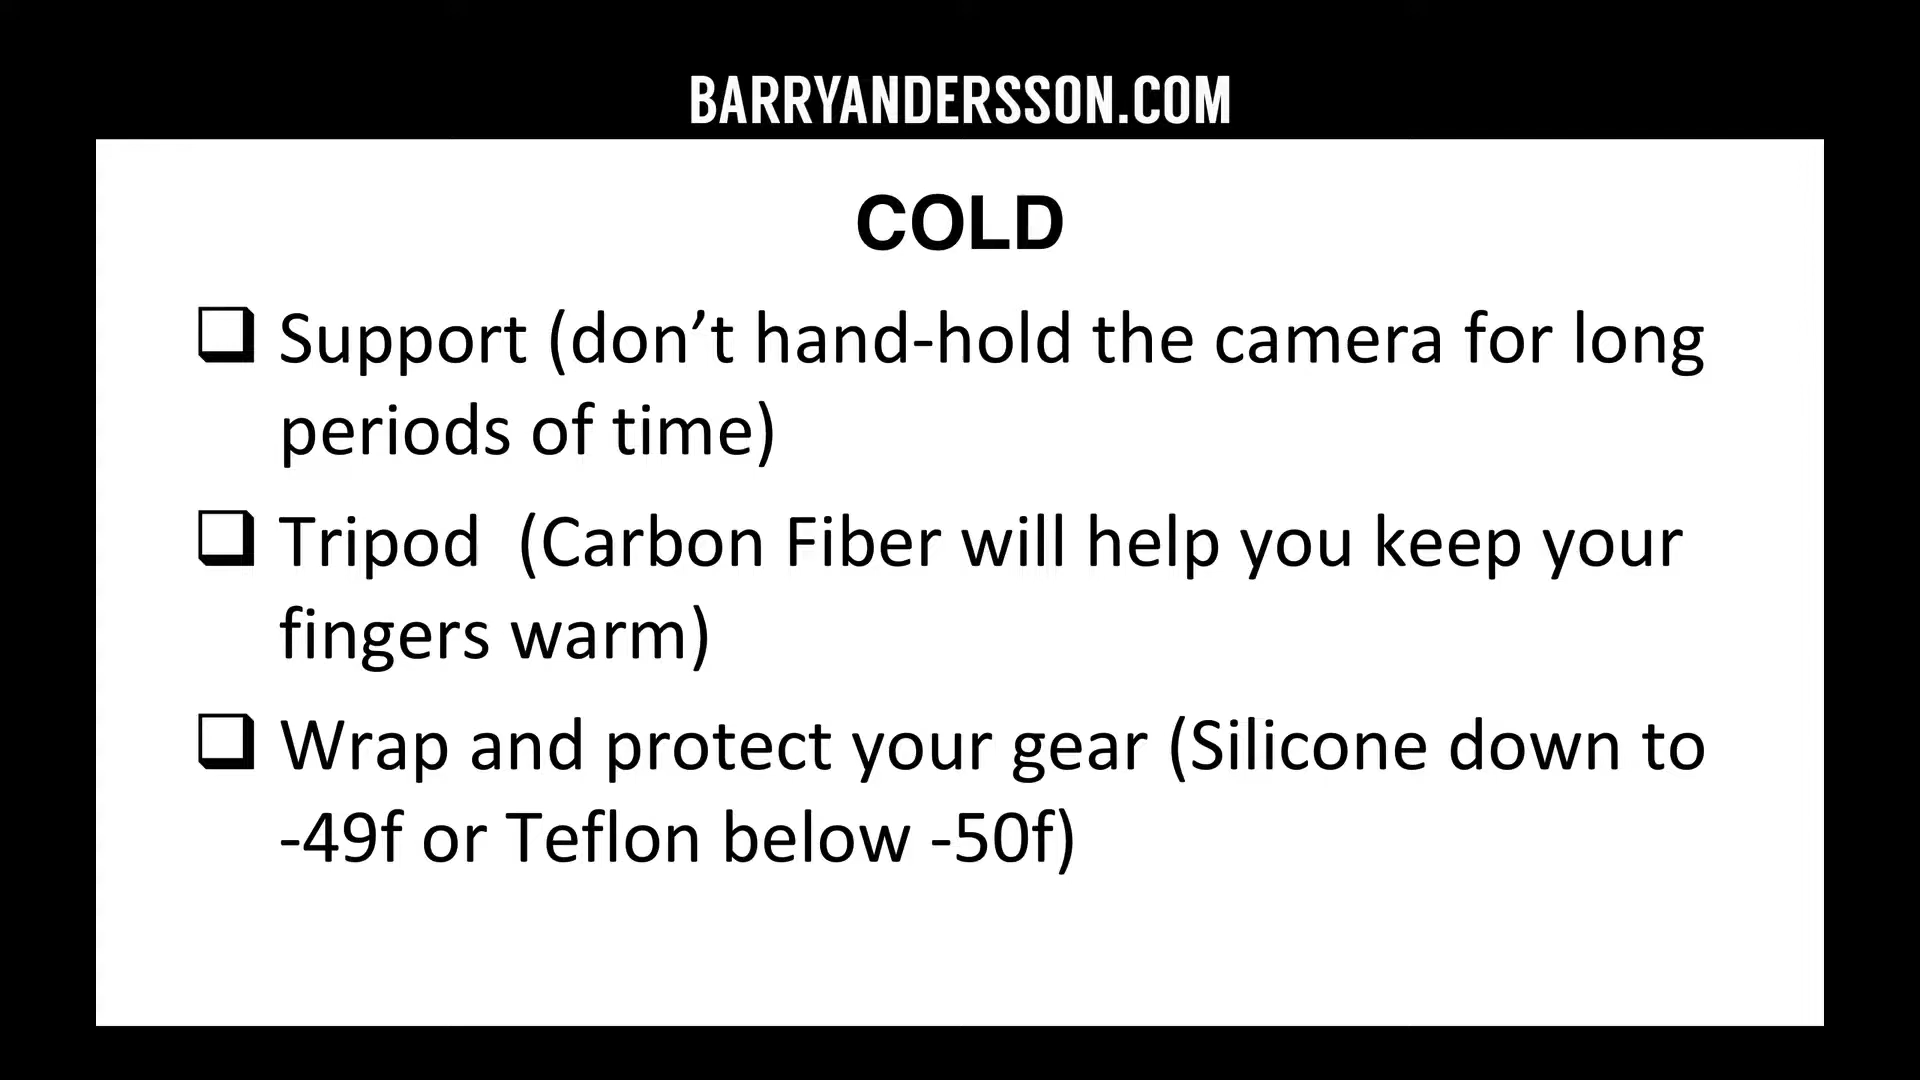 BARRYANDERSSON.COM
COLD
❑ Support (don’t hand-hold the camera for long
periods of time)
❑ Tripod  (Carbon Fiber will help you keep your
fingers warm)
❑ Wrap and protect your gear (Silicone down to
-49f or Teflon below -50f)